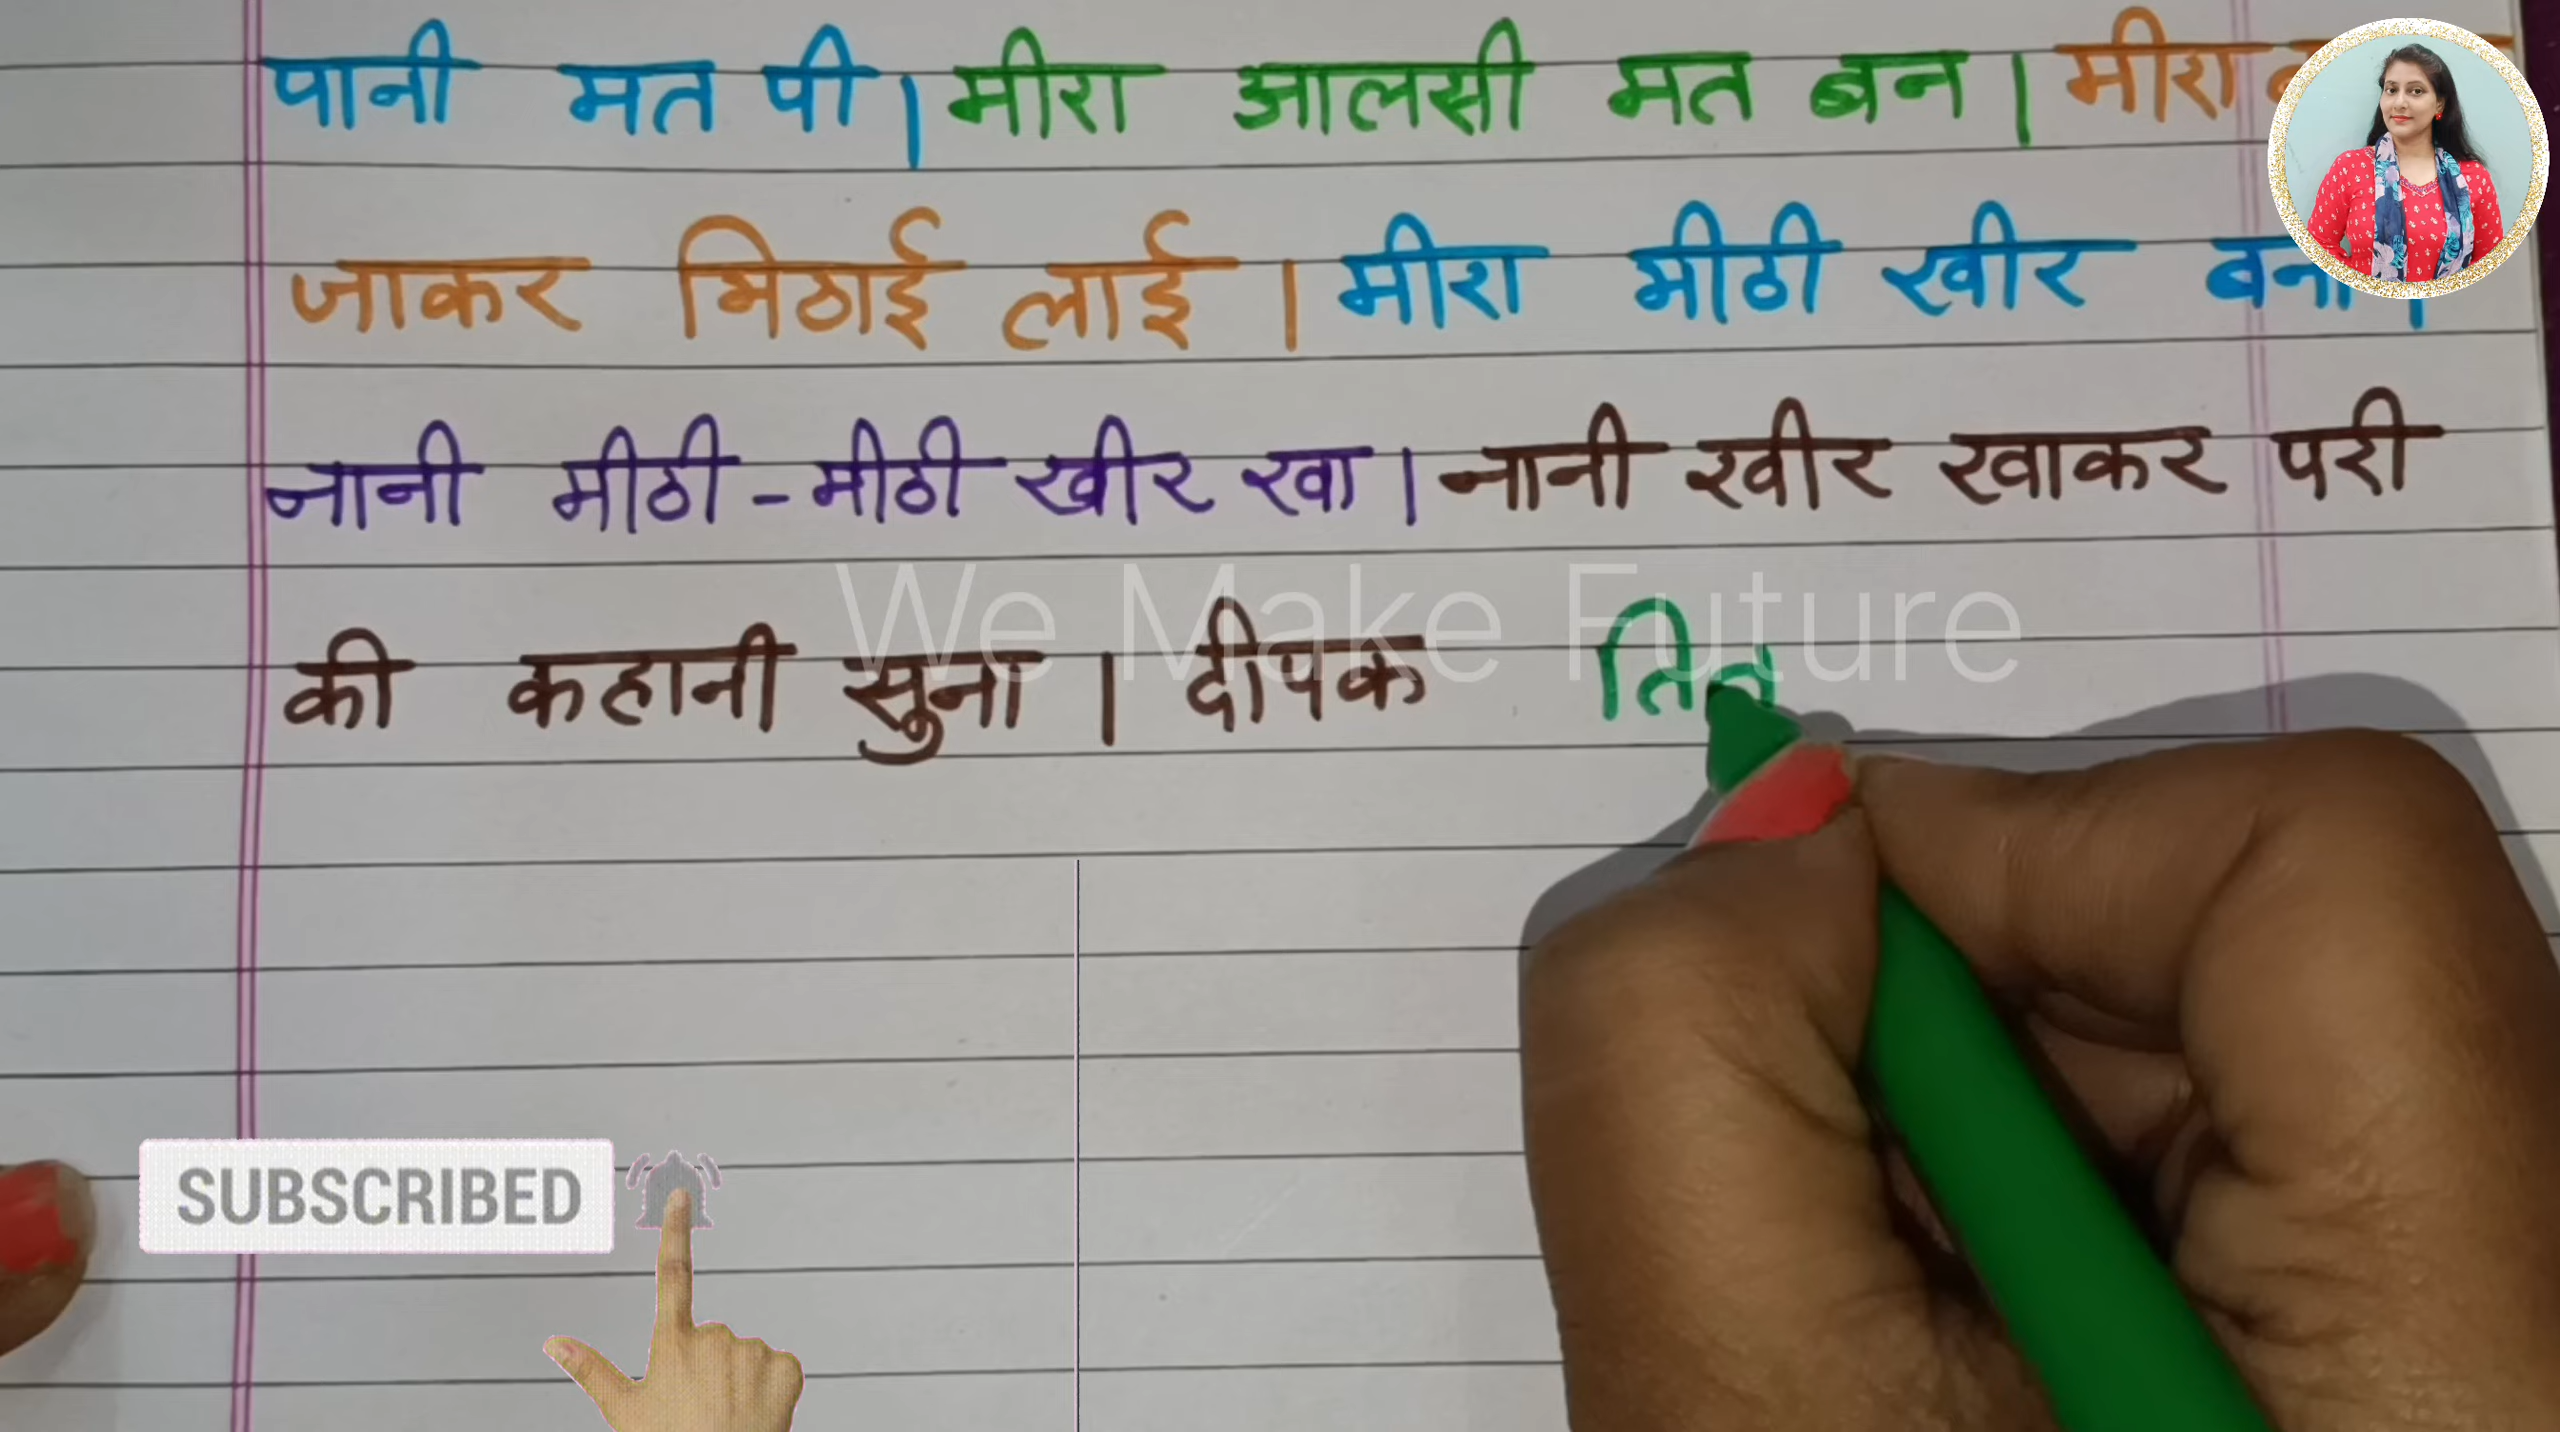 पानी मत पी। मीरा आलसी मत बन। मीरा
जाकर मिठाई लाई। मीरा मीठी खीर बना।
नानी मीठी-मीठी खीर खा। नानी खीर खाकर परी
We Make Future
की कहानी सुना। दीपक तित
SUBSCRIBED